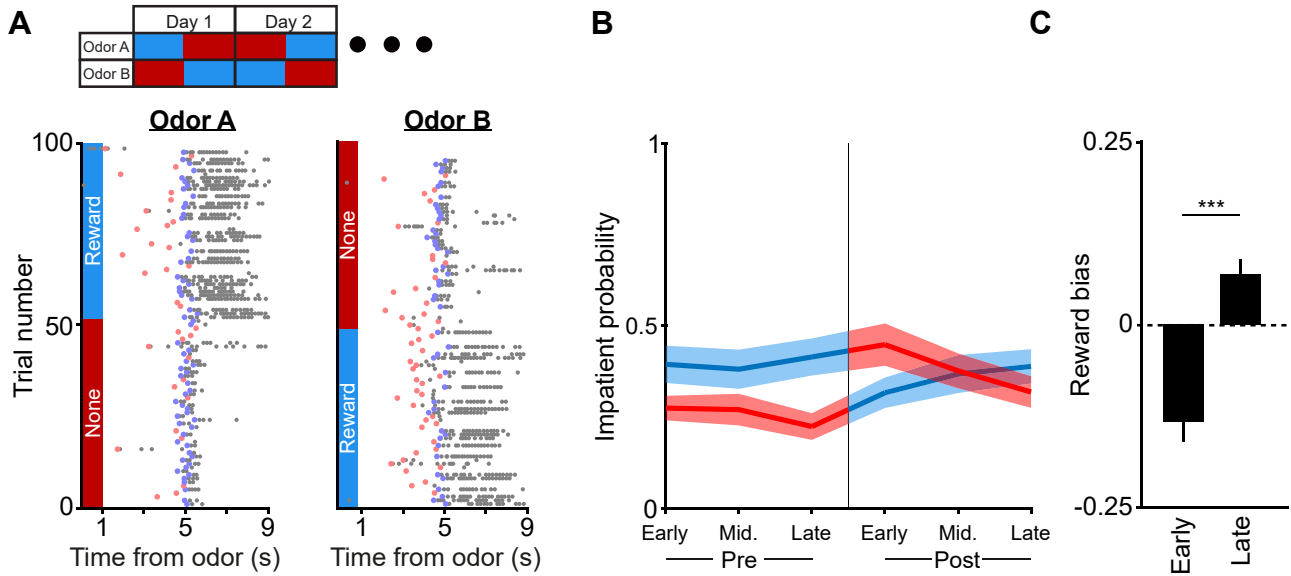 A
Day 1
Day 2
Odor A
Odor B
Odor A
Odor B
100
50
0
Trial number
Reward
None
None
Reward
1
5
9
1
5
9
Time from odor (s)
Time from odor (s)
B
1
0.5
0
Impatient probability
Early
Mid.
Late
Early
Mid.
Late
Pre
Post
C
0.25
0
-0.25
Reward bias
***
Early
Late